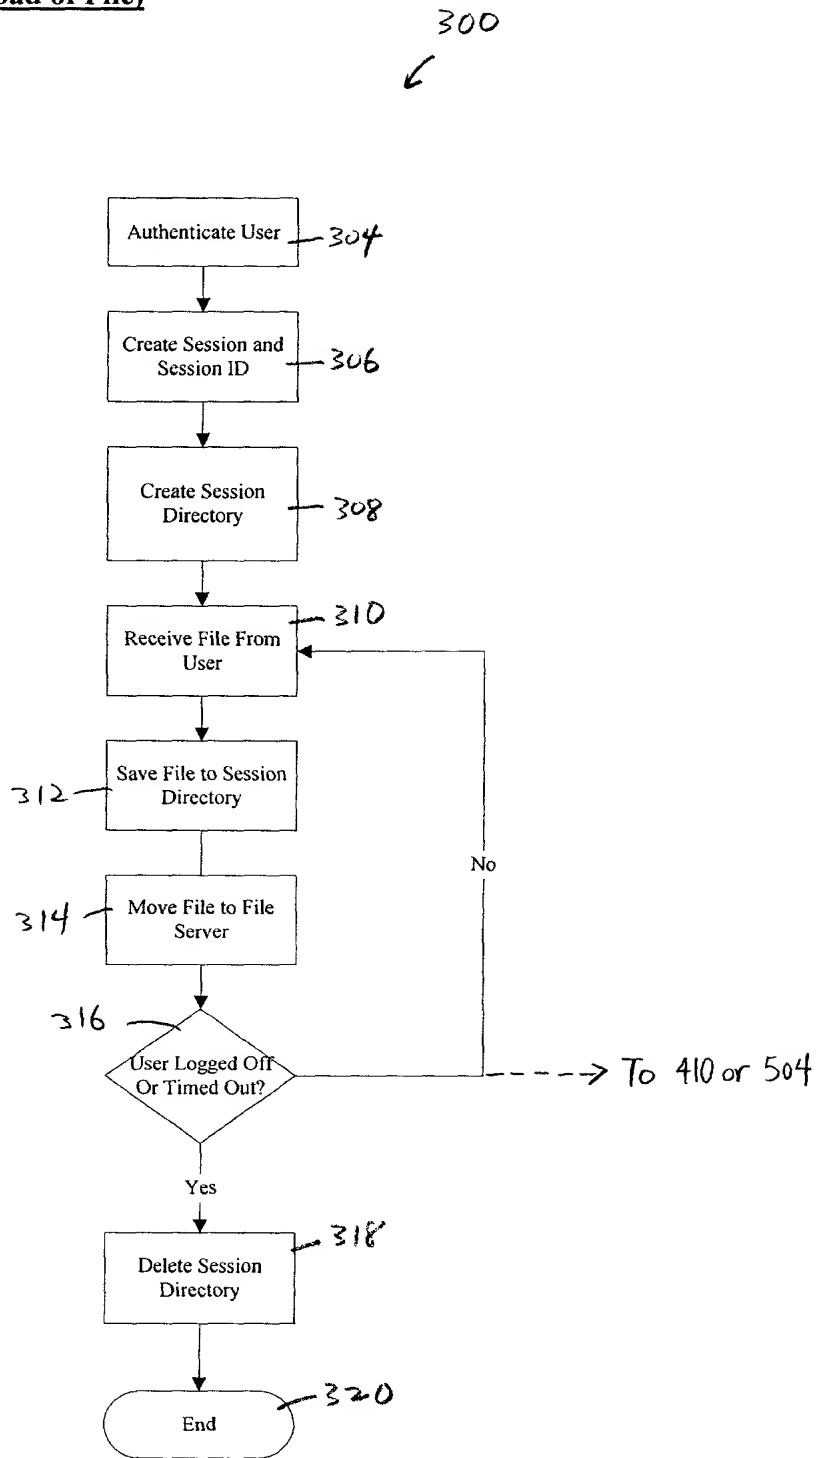 of File)
300
Authenticate User
304
Create Session and
Session ID
306
Create Session
Directory
308
310
Receive File From
User
Save File to Session
Directory
312
No
Move File to File
Server
314
316
User Logged Off
Or Timed Out?
To 410 or 504
Yes
318
Delete Session
Directory
320
End